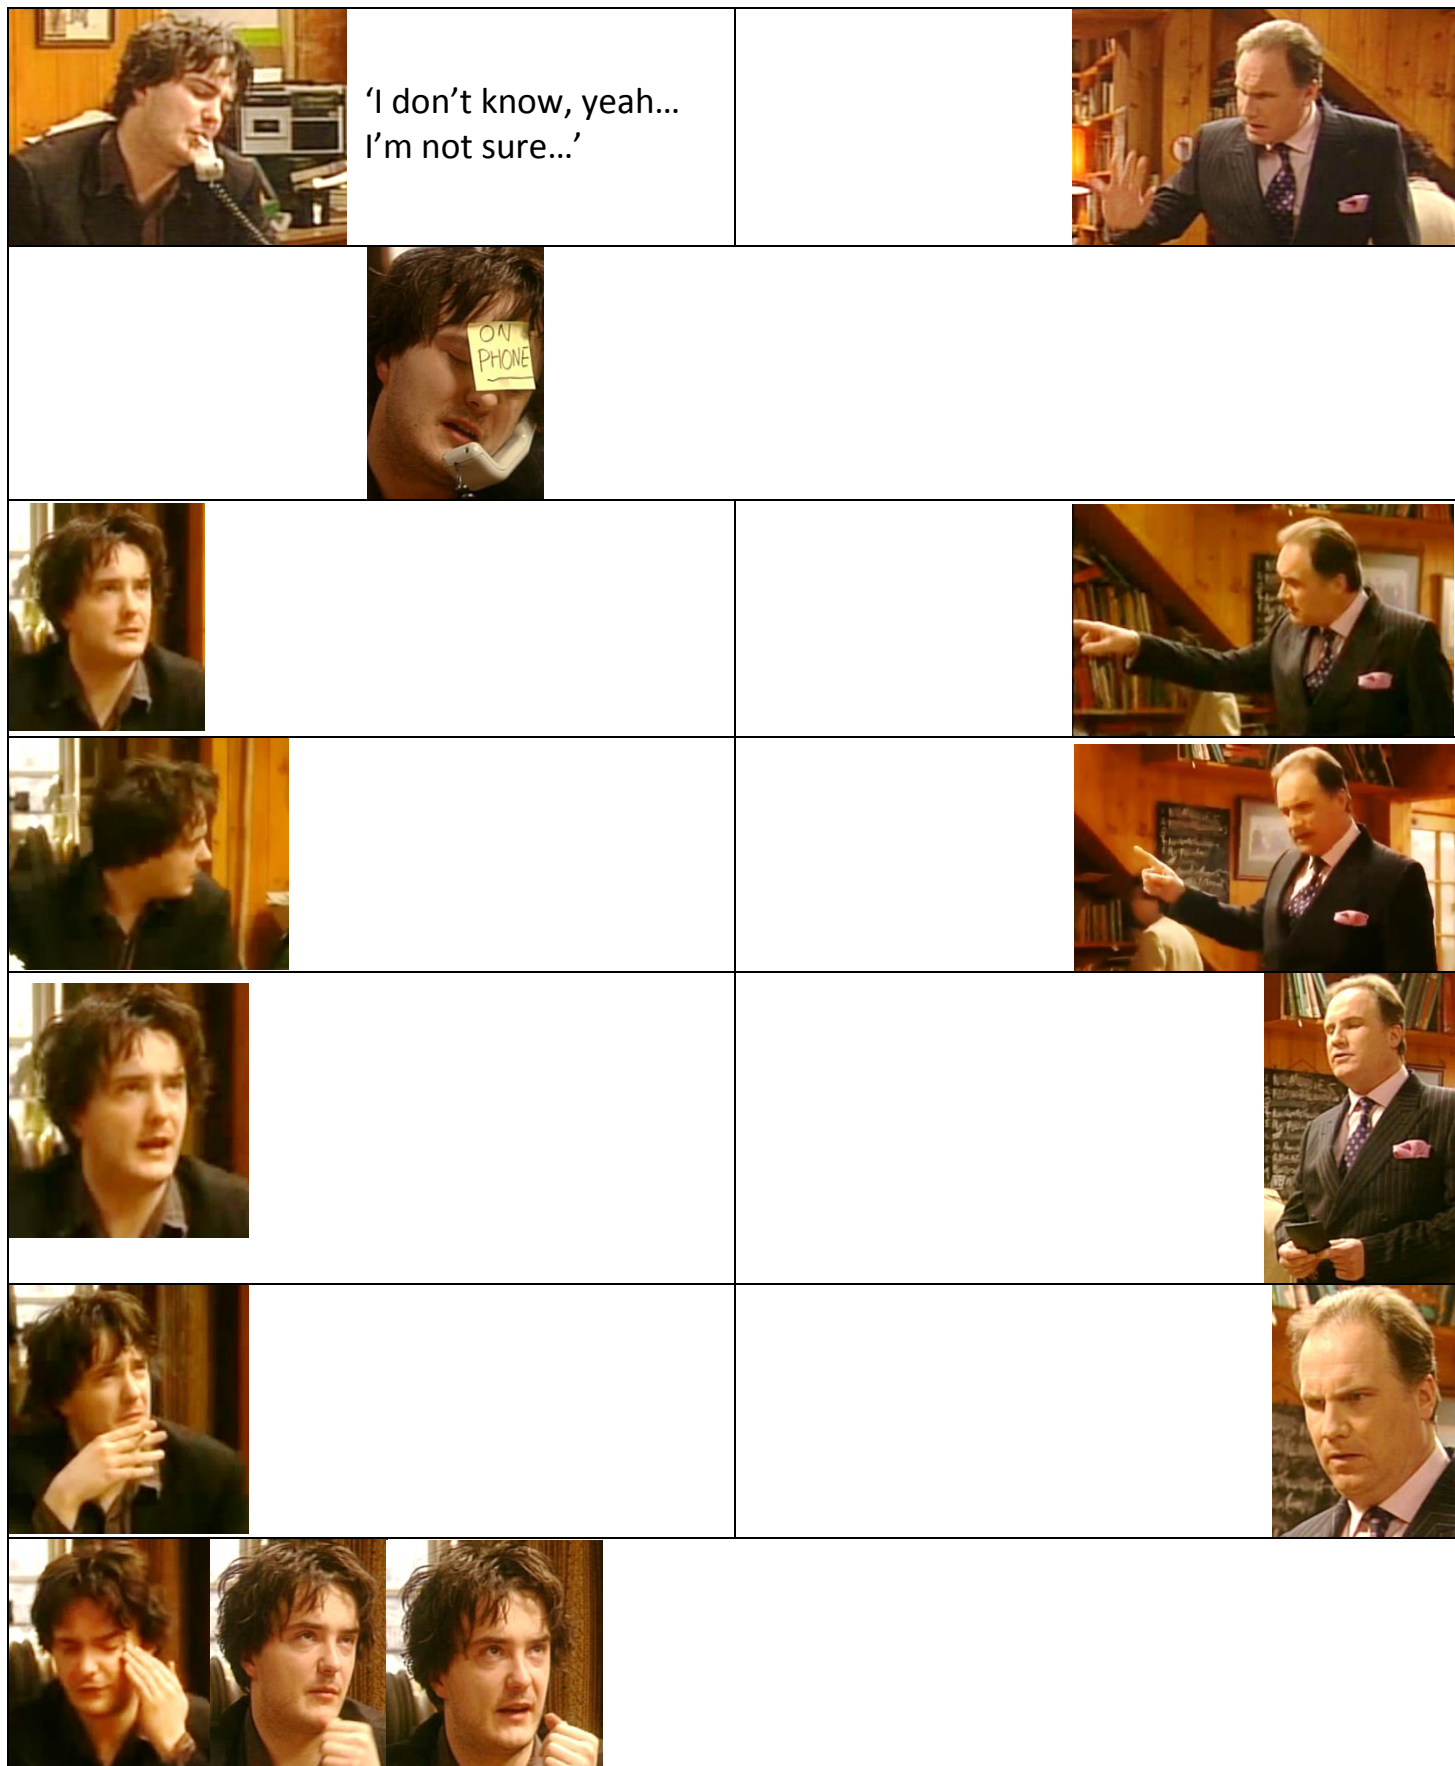 ‘I don’t know, yeah…
I’m not sure…’
ON
PHONE